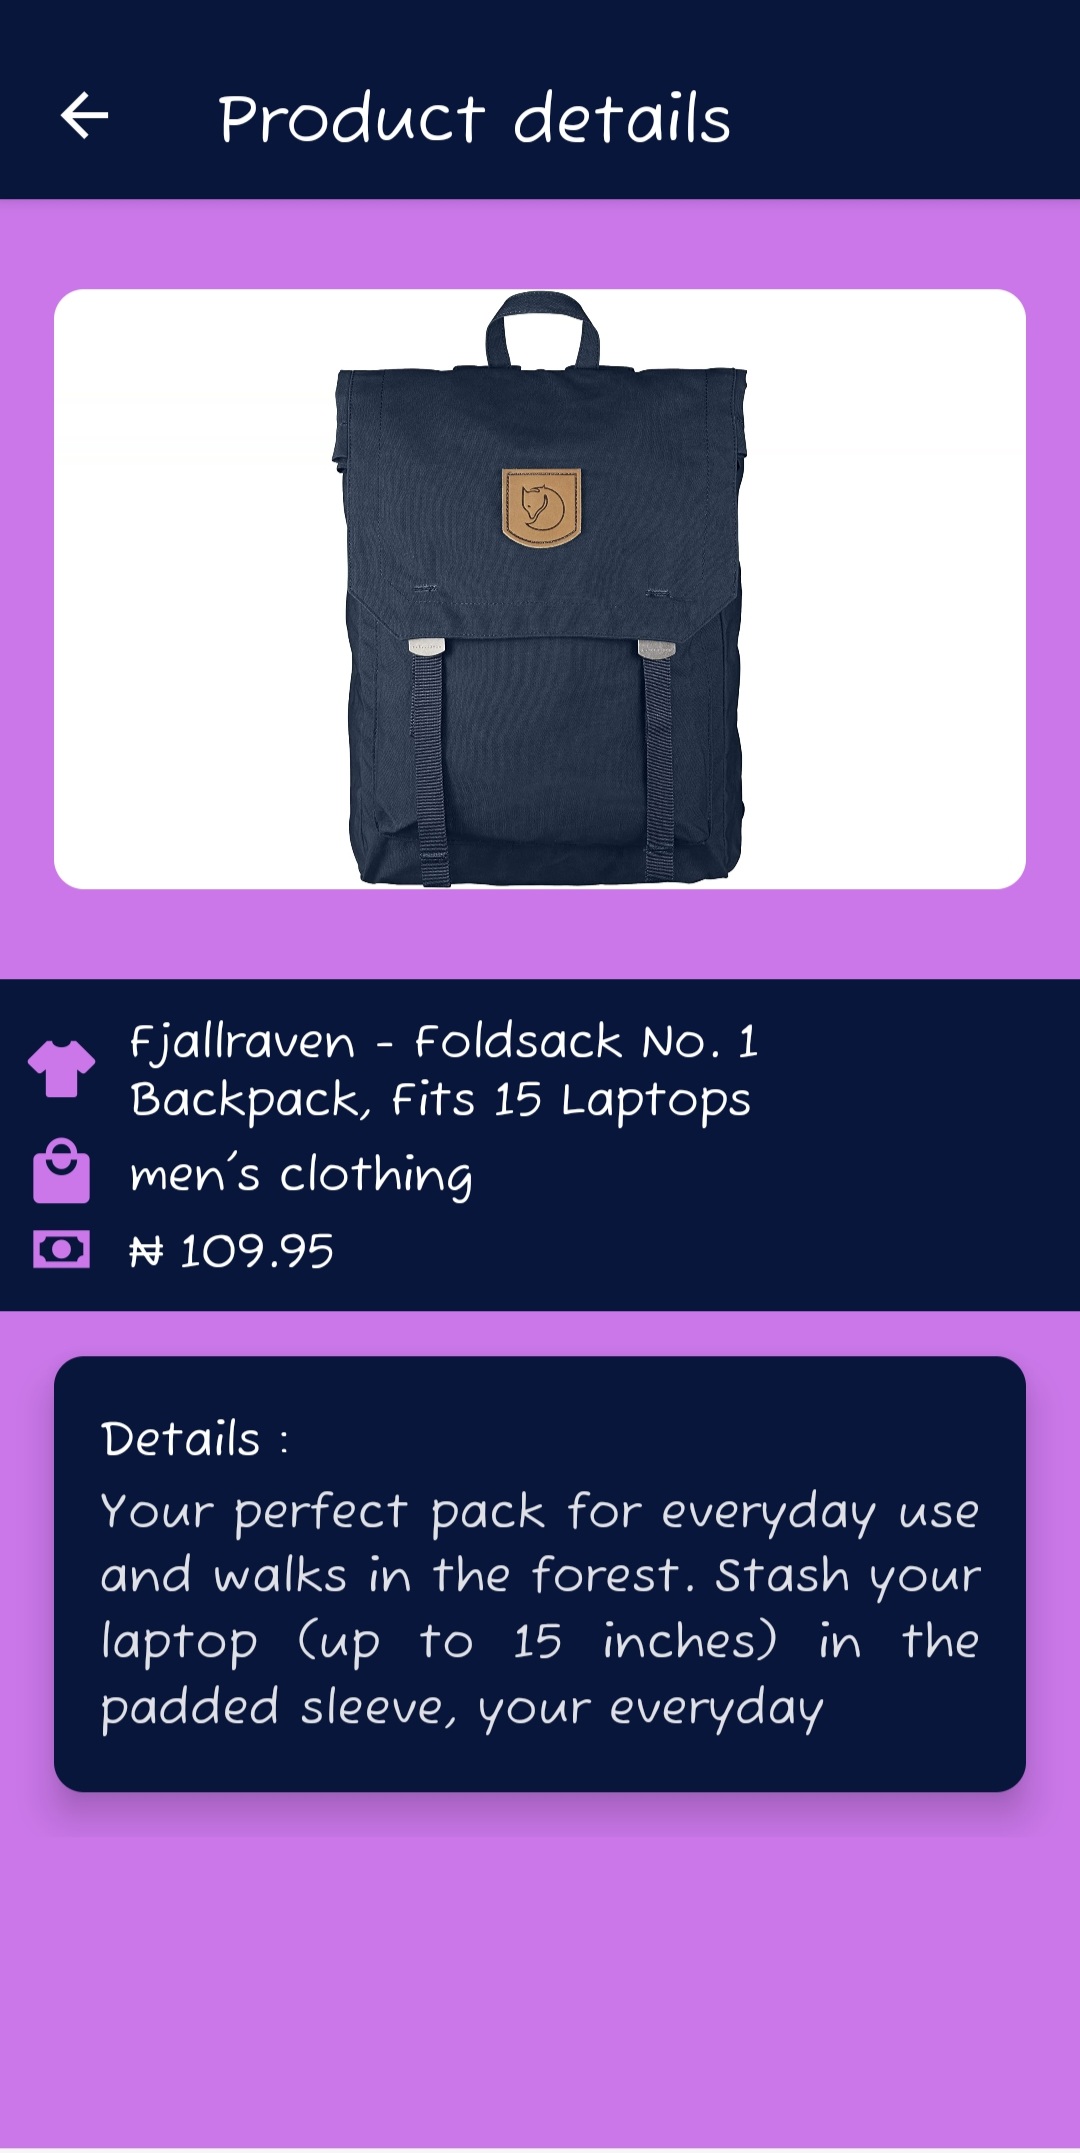 Product details
Fjallraven - Foldsack No. 1
Backpack, Fits 15 Laptops
men's clothing
₦ 109.95
Details :
Your perfect pack for everyday use
and walks in the forest. Stash your
laptop (up to 15 inches) in the
padded sleeve, your everyday